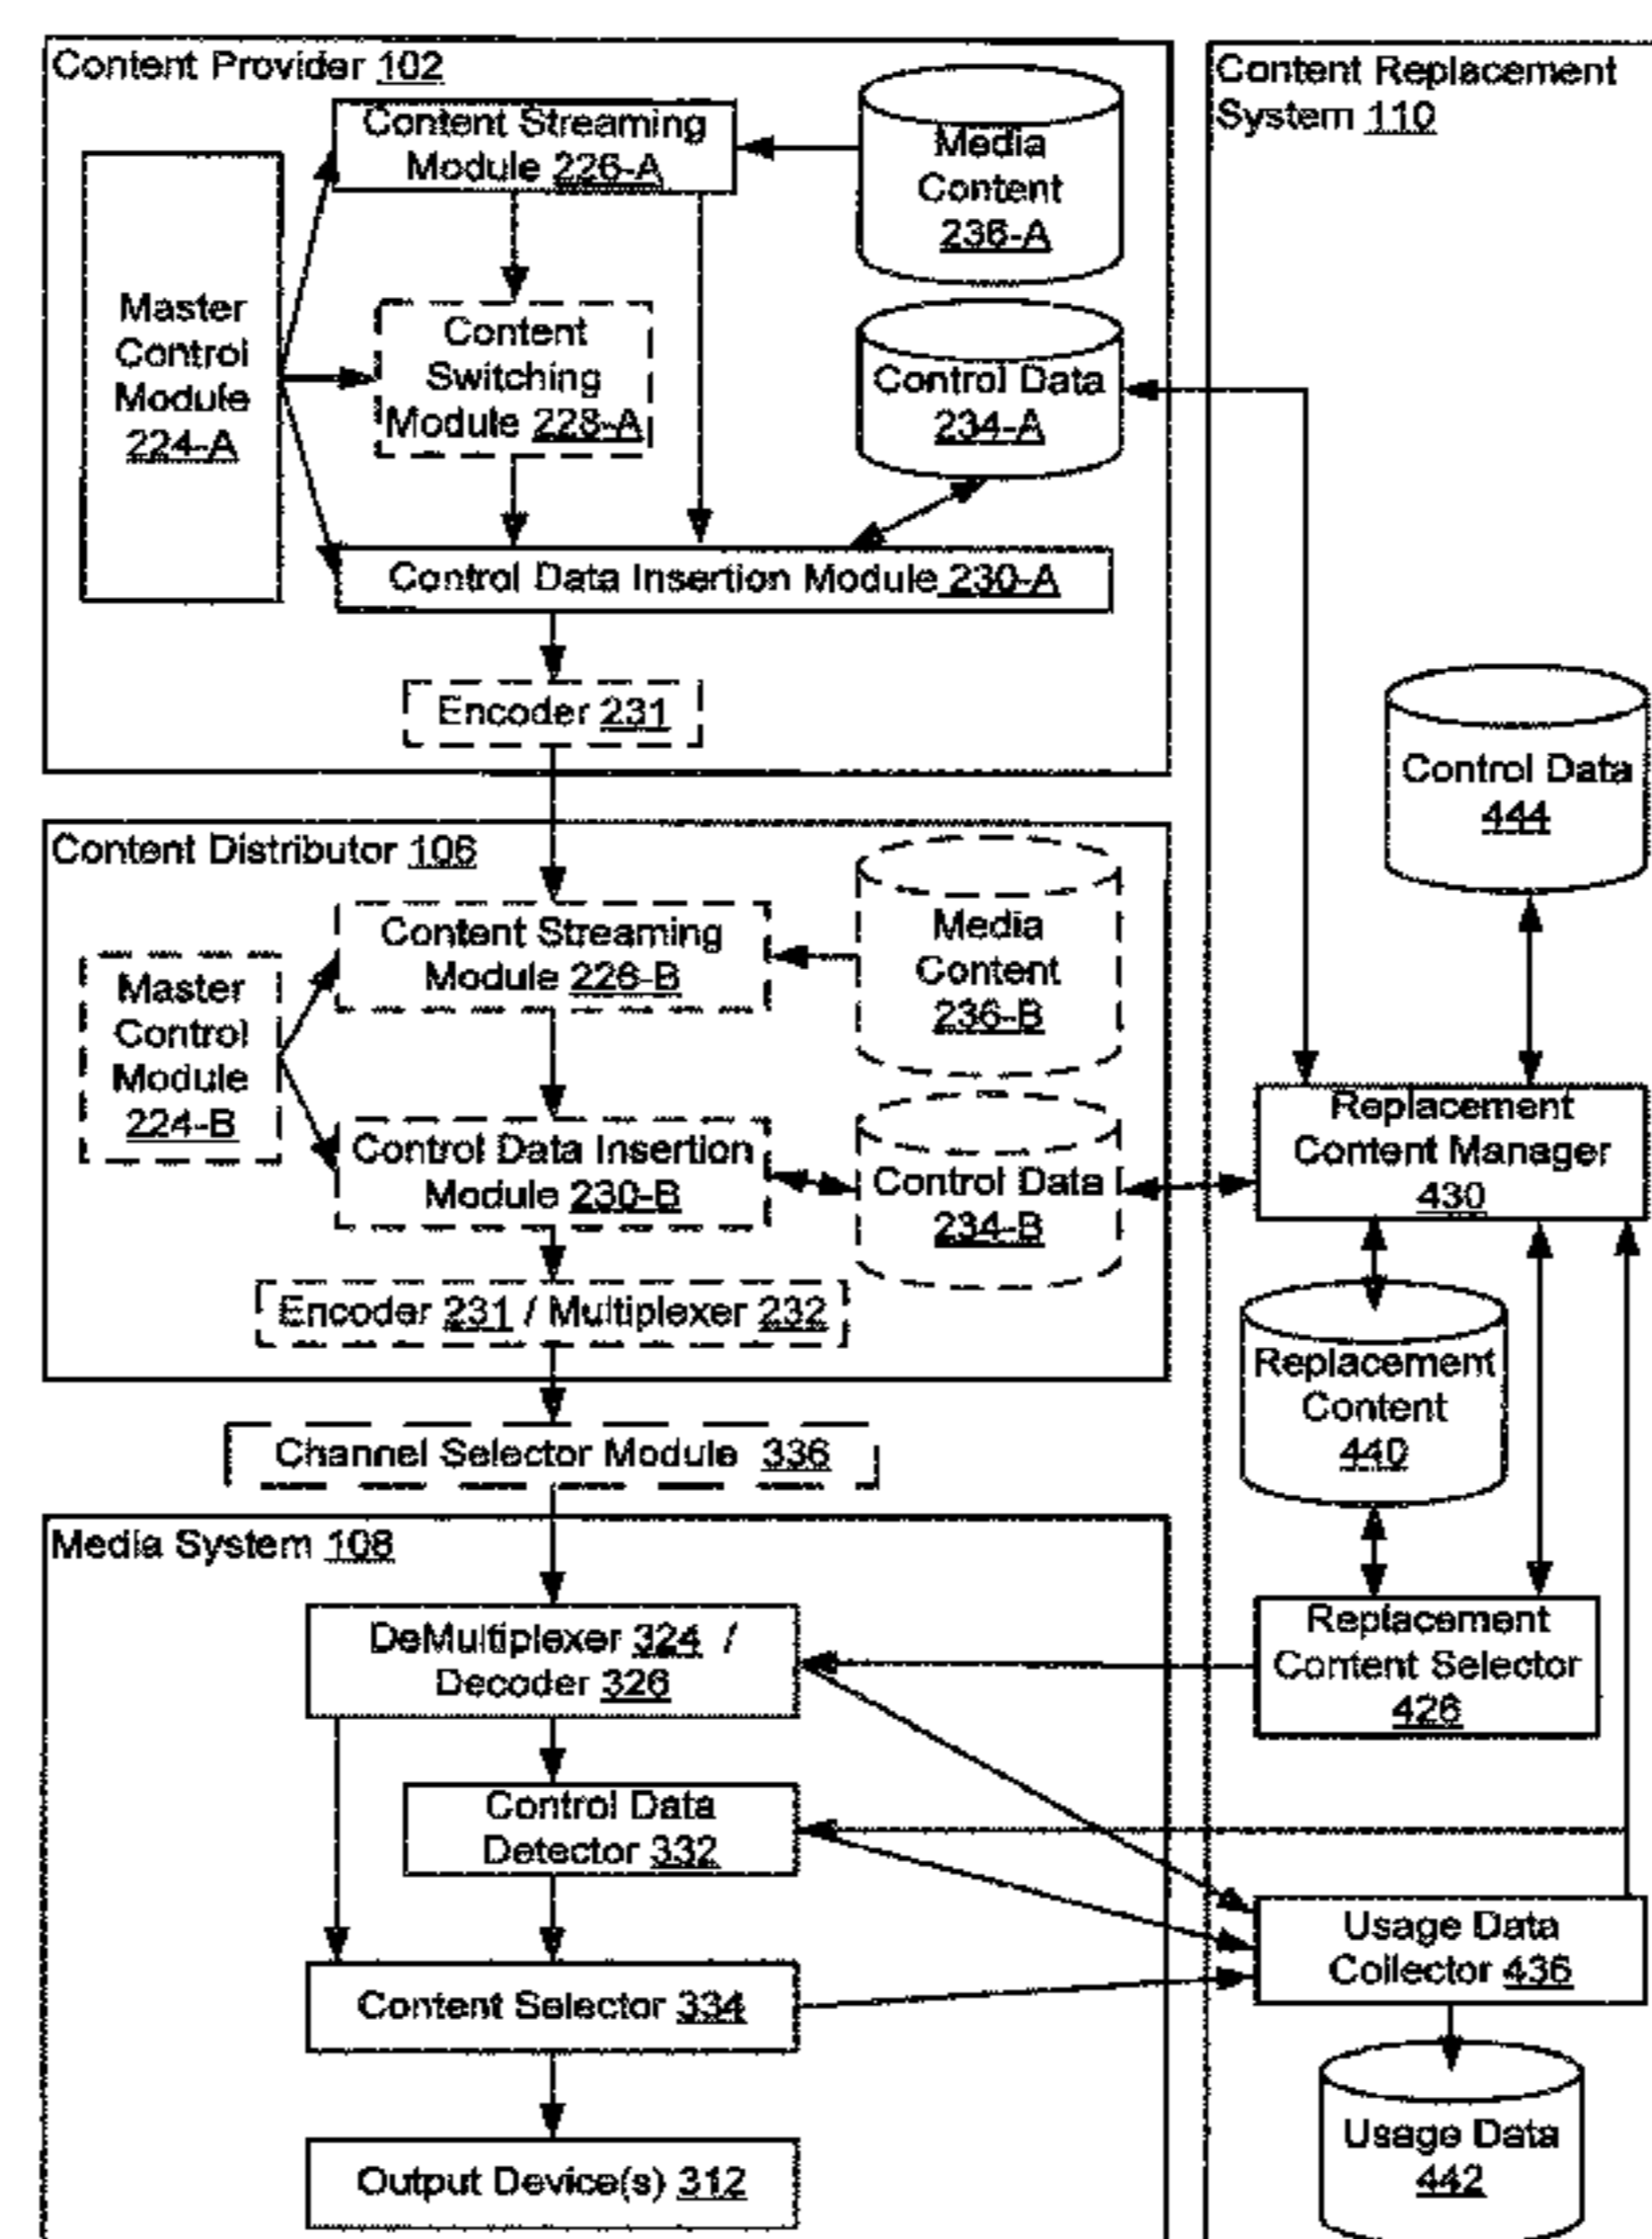 Content Provider 102
Content Streaming
Module 226-A
Media
Content
236-A
Master
Control
Module
224-A
Content
Switching
Module 228-A
Control Data
234-A
Control Data Insertion Module 230-A
Encoder 231
Content Distributor 106
Content Streaming
Module 226-B
Media
Content
236-B
Master
Control
Module
224-B
Control Data Insertion
Module 230-B
Control Data
234-B
Encoder 231 / Multiplexer 232
Channel Selector Module 336
Media System 108
DeMultiplexer 324 /
Decoder 326
Control Data
Detector 332
Content Selector 334
Output Device(s) 312
Content Replacement
System 110
Control Data
444
Replacement
Content Manager
430
Replacement
Content
440
Replacement
Content Selector
426
Usage Data
Collector 436
Usage Data
442